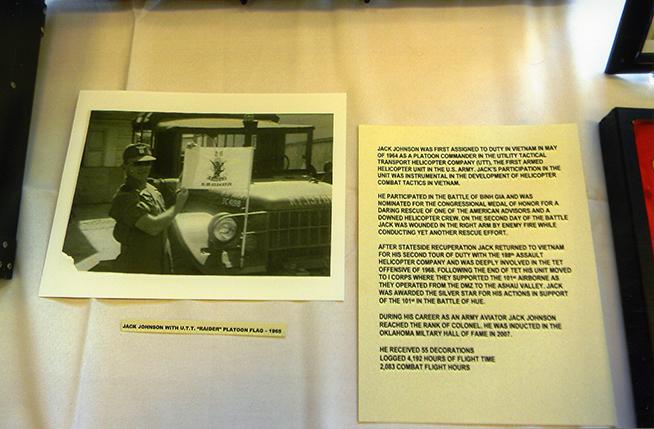 JACK JOHNSON WITH U.T.T. "RAIDER" PLATOON FLAG - 1965
JACK JOHNSON WAS FIRST ASSIGNED TO DUTY IN VIETNAM IN MAY
OF 1964 AS A PLATOON COMMANDER IN THE UTILITY TACTICAL
TRANSPORT HELICOPTER COMPANY (UTT), THE FIRST ARMED
HELICOPTER UNIT IN THE U.S. ARMY. JACK'S PARTICIPATION IN THE
UNIT WAS INSTRUMENTAL IN THE DEVELOPMENT OF HELICOPTER
COMBAT TACTICS IN VIETNAM.
HE PARTICIPATED IN THE BATTLE OF BINH GIA AND WAS
NOMINATED FOR THE CONGRESSIONAL MEDAL OF HONOR FOR A
DARING RESCUE OF ONE OF THE AMERICAN ADVISORS AND A
DOWNED HELICOPTER CREW. ON THE SECOND DAY OF THE BATTLE
JACK WAS WOUNDED IN THE RIGHT ARM BY ENEMY FIRE WHILE
CONDUCTING YET ANOTHER RESCUE EFFORT.
AFTER STATESIDE RECUPERATION JACK RETURNED TO VIETNAM
FOR HIS SECOND TOUR OF DUTY WITH THE 188th ASSAULT
HELICOPTER COMPANY AND WAS DEEPLY INVOLVED IN THE TET
OFFENSIVE OF 1968. FOLLOWING THE END OF TET HIS UNIT MOVED
TO I CORPS WHERE THEY SUPPORTED THE 101st AIRBORNE AS
THEY OPERATED FROM THE DMZ TO THE ASHAU VALLEY. JACK
WAS AWARDED THE SILVER STAR FOR HIS ACTIONS IN SUPPORT
OF THE 101st IN THE BATTLE OF HUE.
DURING HIS CAREER AS AN ARMY AVIATOR JACK JOHNSON
REACHED THE RANK OF COLONEL. HE WAS INDUCTED IN THE
OKLAHOMA MILTARY HALL OF FAME IN 2007.
HE RECEIVED 55 DECORATIONS
LOGGED 4,192 HOURS OF FLIGHT TIME
2,083 COMBAT FLIGHT HOURS